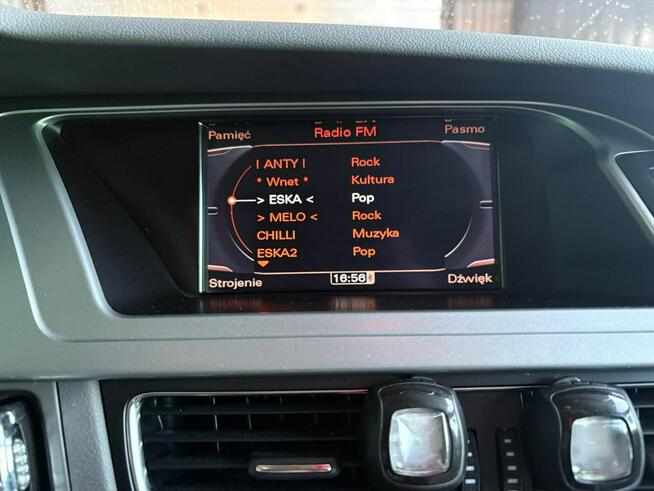 Pamięć Radio FM Pasmo
! ANTY ! Rock
* Wnet * Kultura
> ESKA < Pop
> MELO < Rock
CHILLI Muzyka
ESKA2 Pop
Strojenie 16:56 Dźwięk